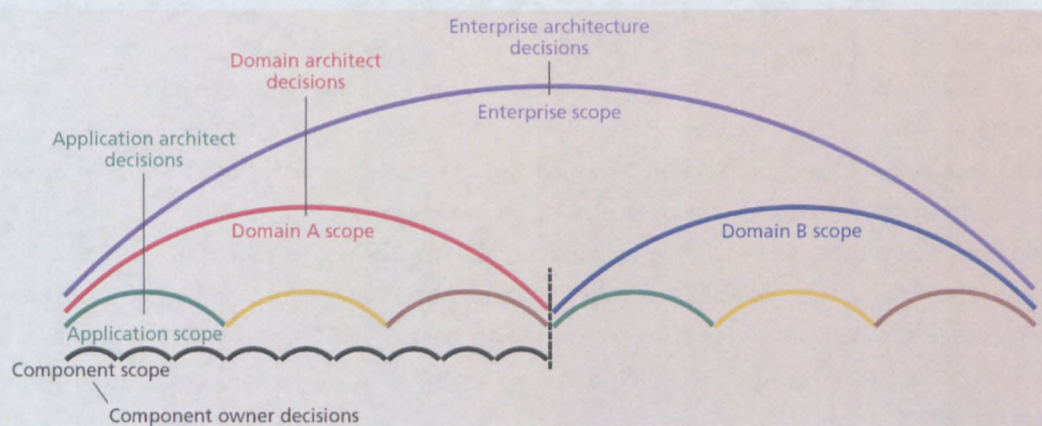 Enterprise architecture
decisions
Domain architect
decisions
Enterprise scope
Application architect
decisions
Domain A scope
Domain B scope
Application scope
Component scope
Component owner decisions